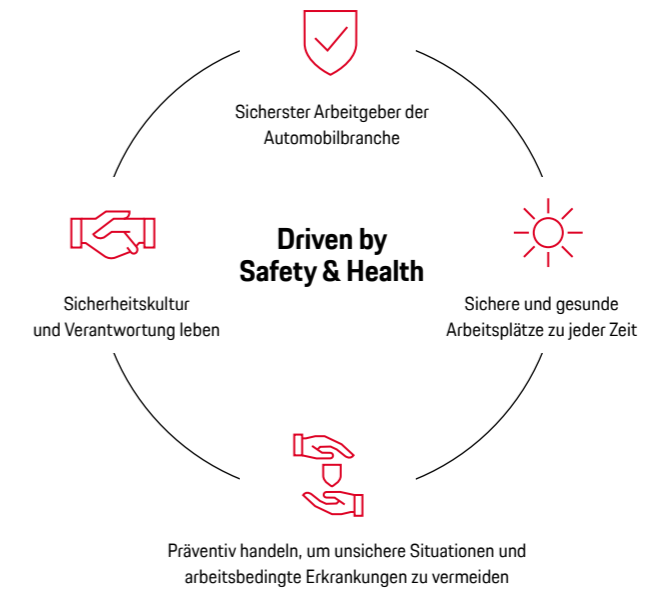 Sicherster Arbeitgeber der
Automobilbranche
Driven by
Safety & Health
Sicherheitskultur
und Verantwortung leben
Sichere und gesunde
Arbeitsplätze zu jeder Zeit
Präventiv handeln, um unsichere Situationen und
arbeitsbedingte Erkrankungen zu vermeiden